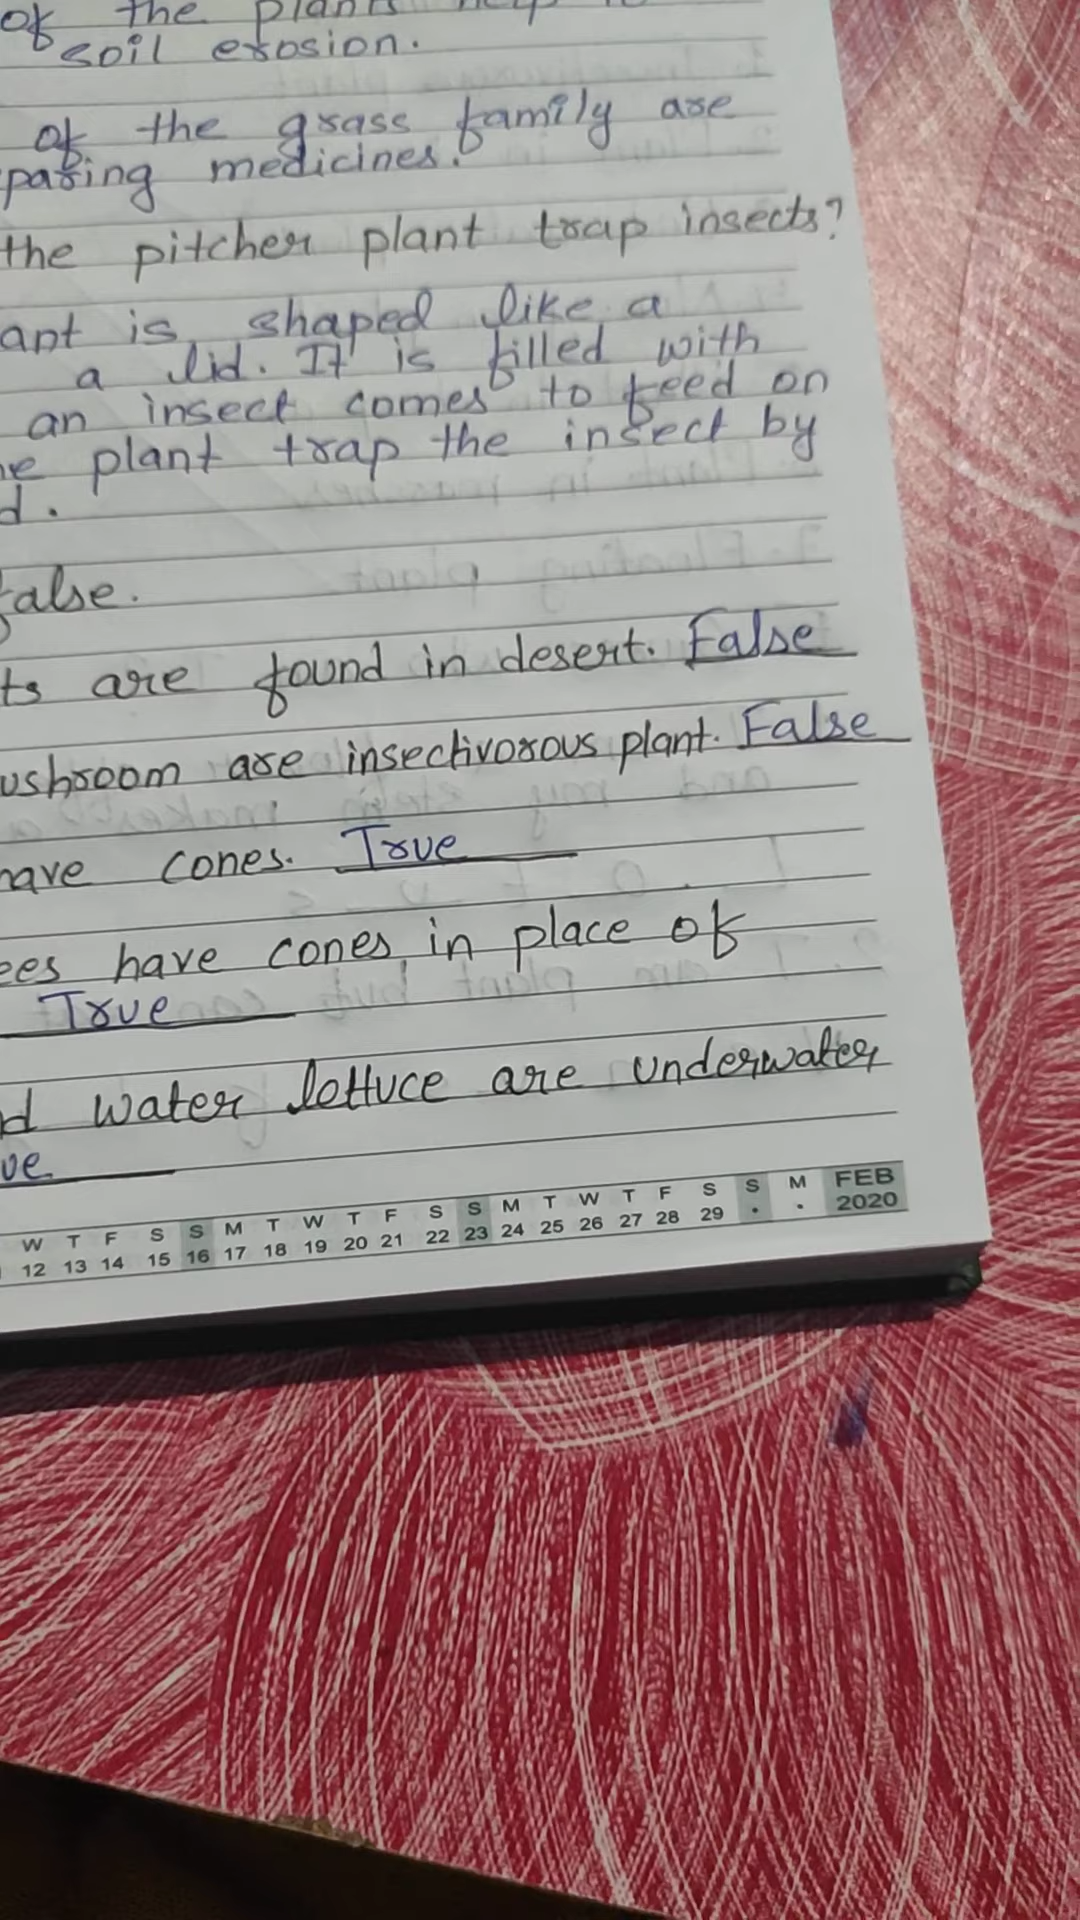 of the plants help
soil erosion.
of the grass family are
paring medicines.
the pitcher plant trap insects?
ant is shaped like a
a lid. It is filled with
an insect comes to feed on
he plant trap the insect by
d.
false.
ts are found in desert. False
ushroom are insectivorous plant. False
have cones. True
ees have cones in place of
True
d water lettuce are underwater
ue
W T F S S M T W T F S S M T W T F S S M FEB
12 13 14 15 16 17 18 19 20 21 22 23 24 25 26 27 28 29 . . 2020